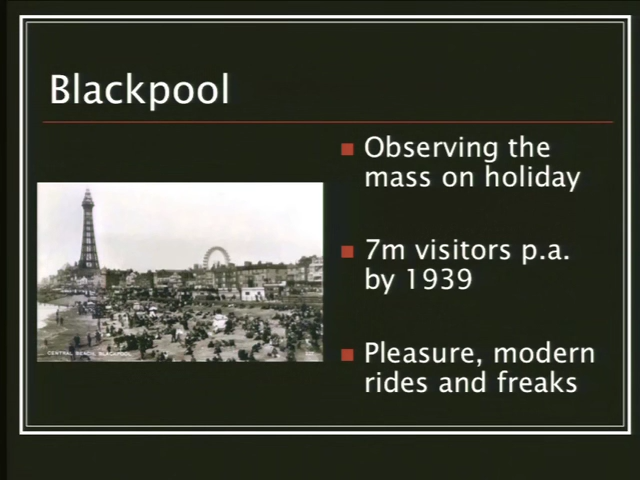 Blackpool
Observing the
mass on holiday
7m visitors p.a.
by 1939
Pleasure, modern
rides and freaks
CENTRAL BEACH, BLACKPOOL